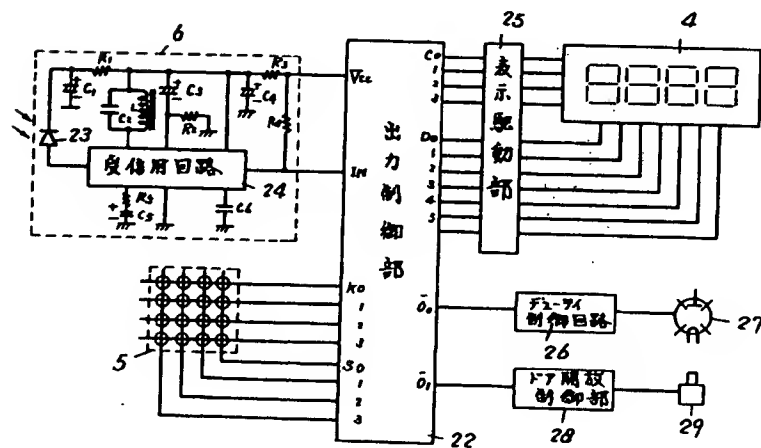 6
25
4
R1
C1
C2
L
C3
R2
C4
R3
R4
23
受信用回路
24
R5
C5
C6
Vcc
IN
出力制御部
C0
1
2
3
D0
1
2
3
4
5
表示駆動部
K0
1
2
3
S0
1
2
3
5
O̅0
O̅1
デューティ
制御回路
26
27
ドア開放
制御部
28
29
22